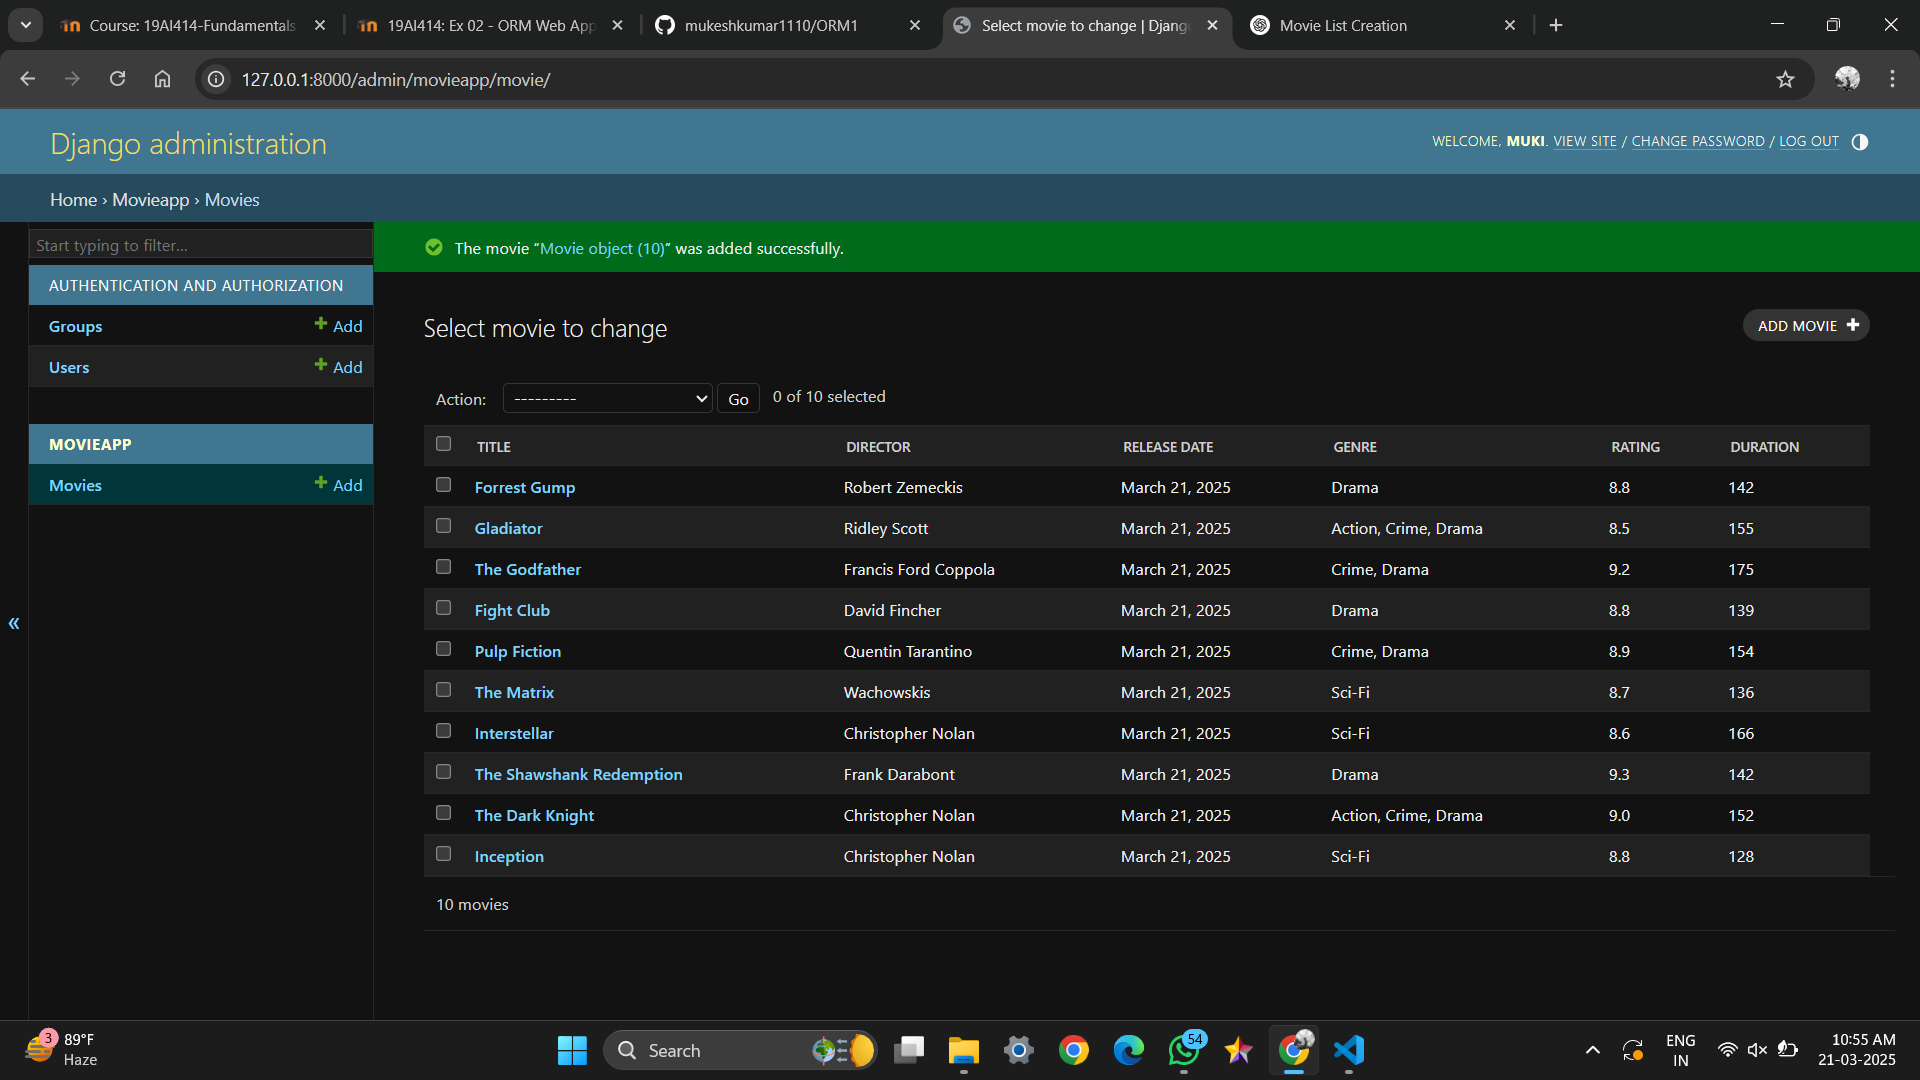 Course: 19AI414-Fundamentals
19AI414: Ex 02 - ORM Web App
mukeshkumar1110/ORM1
Select movie to change | Djang
Movie List Creation
127.0.0.1:8000/admin/movieapp/movie/
Django administration
WELCOME, MUKI. VIEW SITE / CHANGE PASSWORD / LOG OUT
Home › Movieapp › Movies
Start typing to filter...
AUTHENTICATION AND AUTHORIZATION
Groups + Add
Users + Add
MOVIEAPP
Movies + Add
«
The movie “Movie object (10)” was added successfully.
Select movie to change
ADD MOVIE +
Action: --------- Go 0 of 10 selected
TITLE DIRECTOR RELEASE DATE GENRE RATING DURATION
Forrest Gump Robert Zemeckis March 21, 2025 Drama 8.8 142
Gladiator Ridley Scott March 21, 2025 Action, Crime, Drama 8.5 155
The Godfather Francis Ford Coppola March 21, 2025 Crime, Drama 9.2 175
Fight Club David Fincher March 21, 2025 Drama 8.8 139
Pulp Fiction Quentin Tarantino March 21, 2025 Crime, Drama 8.9 154
The Matrix Wachowskis March 21, 2025 Sci-Fi 8.7 136
Interstellar Christopher Nolan March 21, 2025 Sci-Fi 8.6 166
The Shawshank Redemption Frank Darabont March 21, 2025 Drama 9.3 142
The Dark Knight Christopher Nolan March 21, 2025 Action, Crime, Drama 9.0 152
Inception Christopher Nolan March 21, 2025 Sci-Fi 8.8 128
10 movies
3
89°F
Haze
Search
54
ENG
IN
10:55 AM
21-03-2025